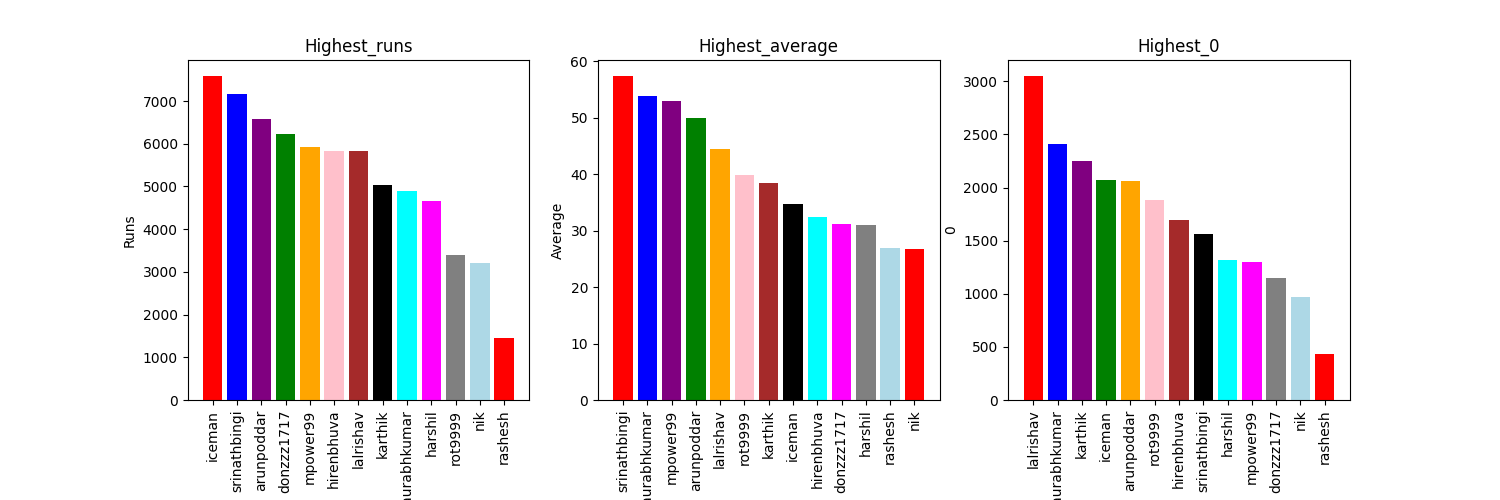 Highest_runs
Runs
7000
6000
5000
4000
3000
2000
1000
0
iceman
srinathbingi
arunpoddar
donzzz1717
mpower99
hirenbhuva
lalrishav
karthik
urabhkumar
harshil
rot9999
nik
rashesh
Highest_average
Average
60
50
40
30
20
10
0
srinathbingi
urabhkumar
mpower99
arunpoddar
lalrishav
rot9999
karthik
iceman
hirenbhuva
donzzz1717
harshil
rashesh
nik
Highest_0
0
3000
2500
2000
1500
1000
500
0
lalrishav
urabhkumar
karthik
iceman
arunpoddar
rot9999
hirenbhuva
srinathbingi
harshil
mpower99
donzzz1717
nik
rashesh